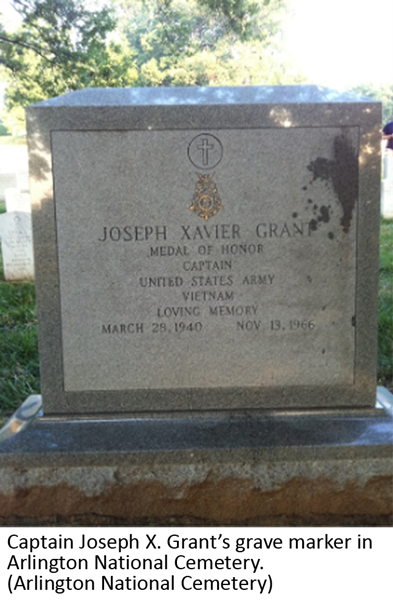 JOSEPH XAVIER GRANT
MEDAL OF HONOR
CAPTAIN
UNITED STATES ARMY
VIETNAM
LOVING MEMORY
MARCH 28, 1940 NOV 13, 1966
Captain Joseph X. Grant’s grave marker in
Arlington National Cemetery.
(Arlington National Cemetery)